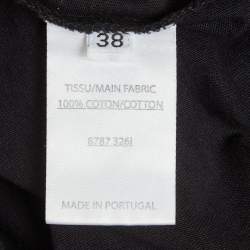 38
TISSU/MAIN FABRIC
100% COTON/COTTON
6787 326I
MADE IN PORTUGAL